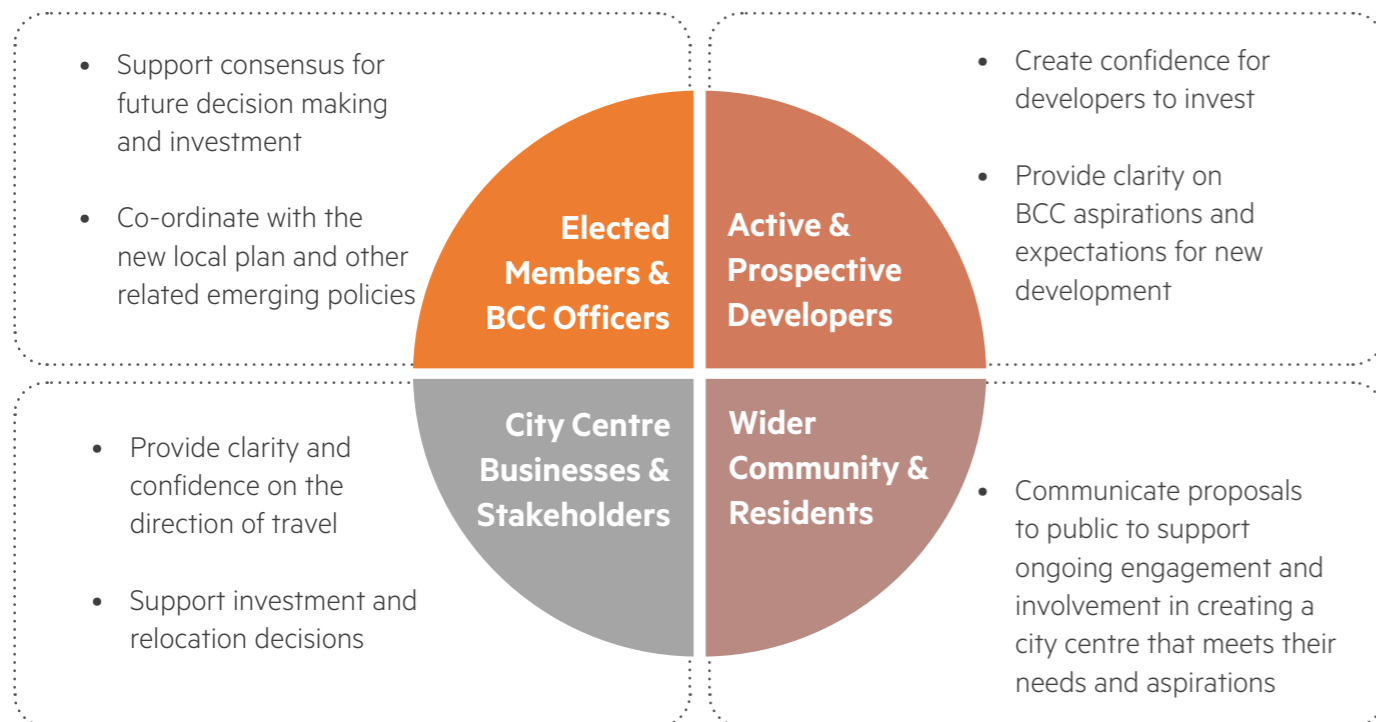 • Support consensus for
future decision making
and investment
• Co-ordinate with the
new local plan and other
related emerging policies
Elected
Members &
BCC Officers
Active &
Prospective
Developers
• Create confidence for
developers to invest
• Provide clarity on
BCC aspirations and
expectations for new
development
• Provide clarity and
confidence on the
direction of travel
• Support investment and
relocation decisions
City Centre
Businesses &
Stakeholders
Wider
Community &
Residents
• Communicate proposals
to public to support
ongoing engagement and
involvement in creating a
city centre that meets their
needs and aspirations